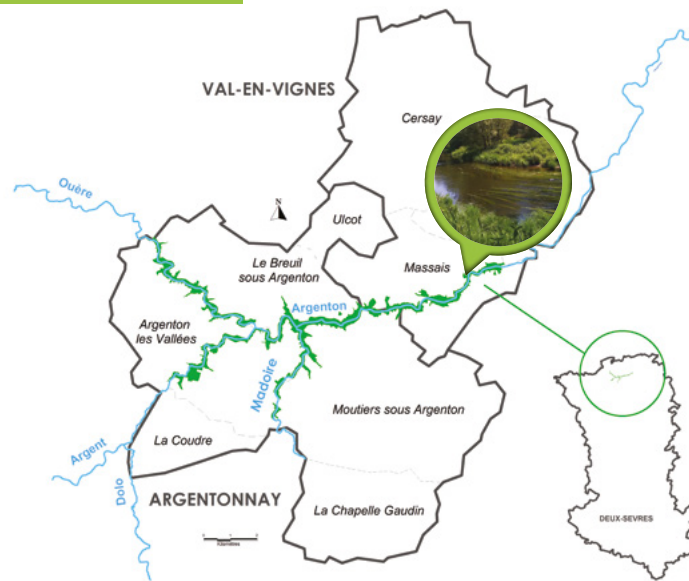 VAL-EN-VIGNES
Cersay
Ouère
N
Ulcot
Le Breuil
sous Argenton
Massais
Argenton
Argenton
les Vallées
Madoire
Moutiers sous Argenton
La Coudre
Argent
Dolo
ARGENTONNAY
La Chapelle Gaudin
DEUX-SEVRES